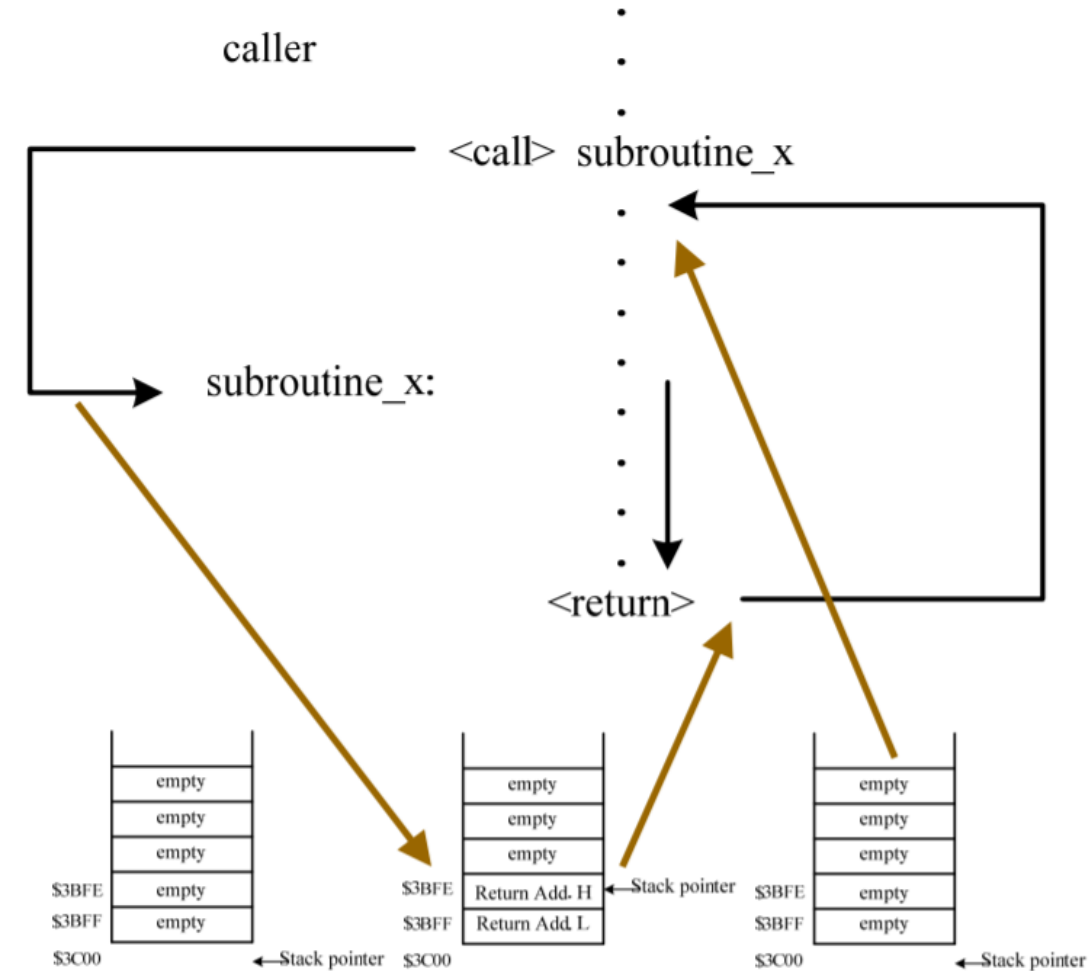 caller
<call> subroutine_x
subroutine_x:
<return>
empty
empty
empty
$3BFE empty
$3BFF empty
$3C00 Stack pointer
empty
empty
empty
$3BFE Return Add. H Stack pointer
$3BFF Return Add. L
$3C00
empty
empty
empty
$3BFE empty
$3BFF empty
$3C00 Stack pointer